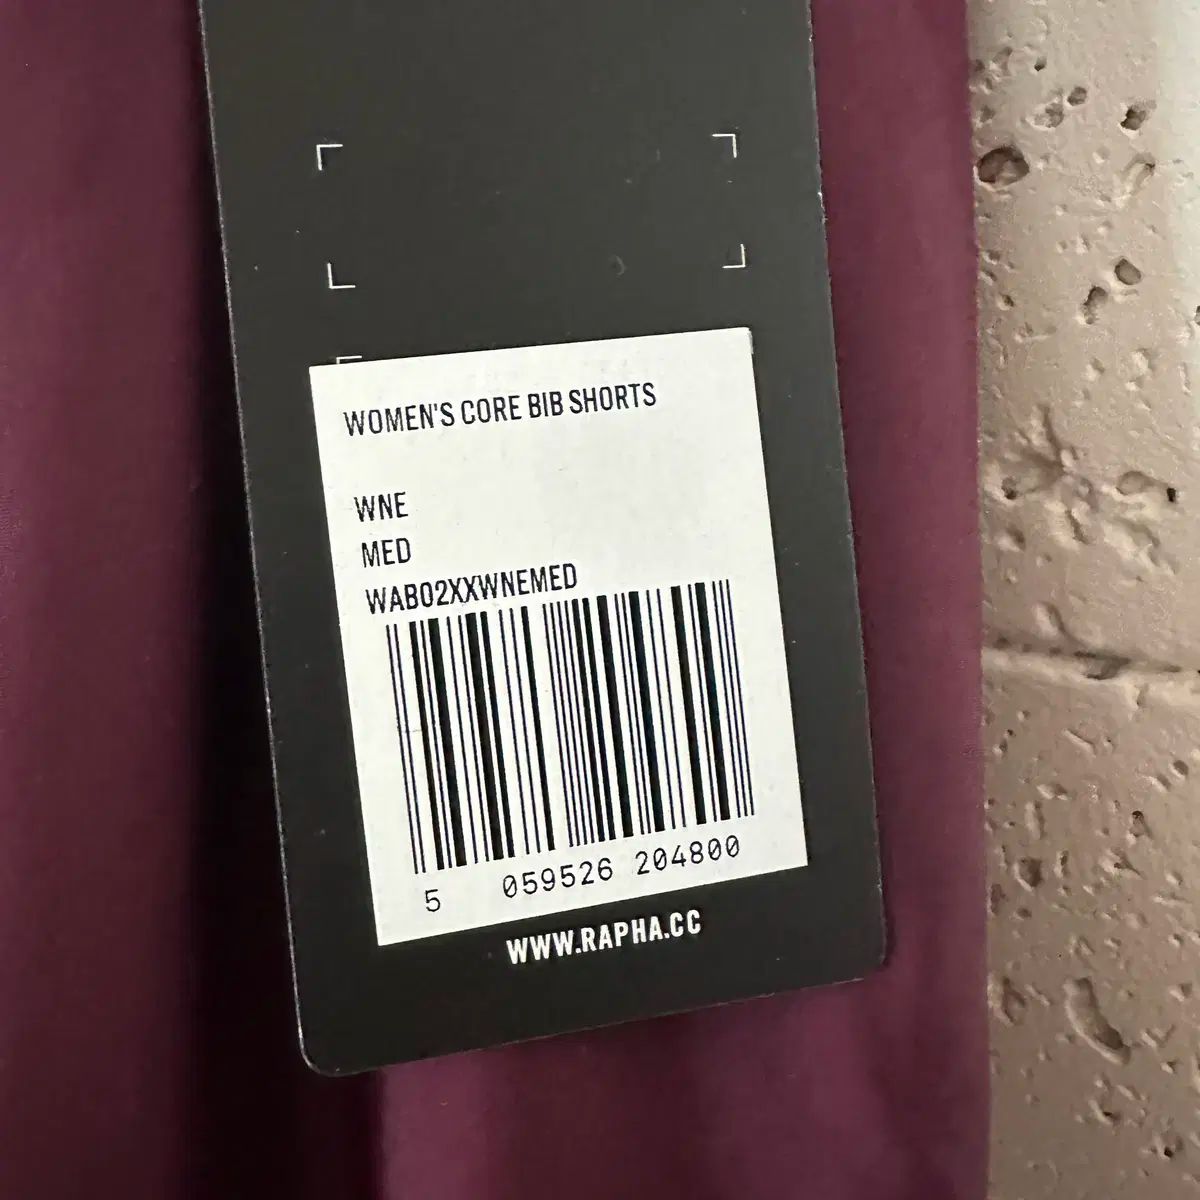 WOMEN'S CORE BIB SHORTS
WNE
MED
WAB02XXWNEMED
5 059526 204800
WWW.RAPHA.CC